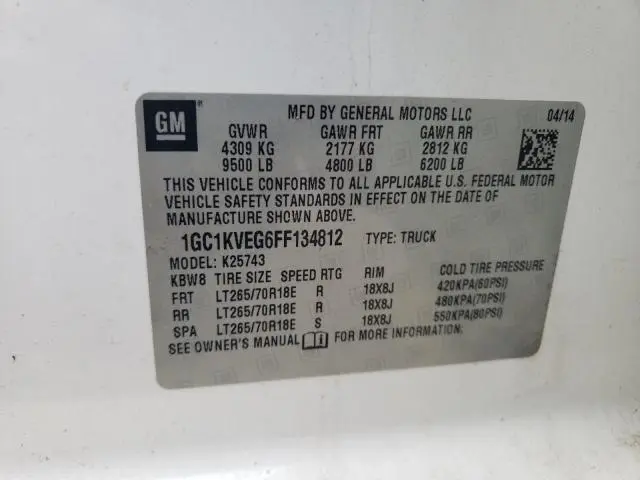 GM
MFD BY GENERAL MOTORS LLC 04/14
GVWR GAWR FRT GAWR RR
4309 KG 2177 KG 2812 KG
9500 LB 4800 LB 6200 LB
THIS VEHICLE CONFORMS TO ALL APPLICABLE U.S. FEDERAL MOTOR
VEHICLE SAFETY STANDARDS IN EFFECT ON THE DATE OF
MANUFACTURE SHOWN ABOVE.
1GC1KVEG6FF134812 TYPE: TRUCK
MODEL: K25743
KBW8 TIRE SIZE SPEED RTG RIM COLD TIRE PRESSURE
FRT LT265/70R18E R 18X8J 420KPA(60PSI)
RR LT265/70R18E R 18X8J 480KPA(70PSI)
SPA LT265/70R18E S 18X8J 550KPA(80PSI)
SEE OWNER'S MANUAL FOR MORE INFORMATION.